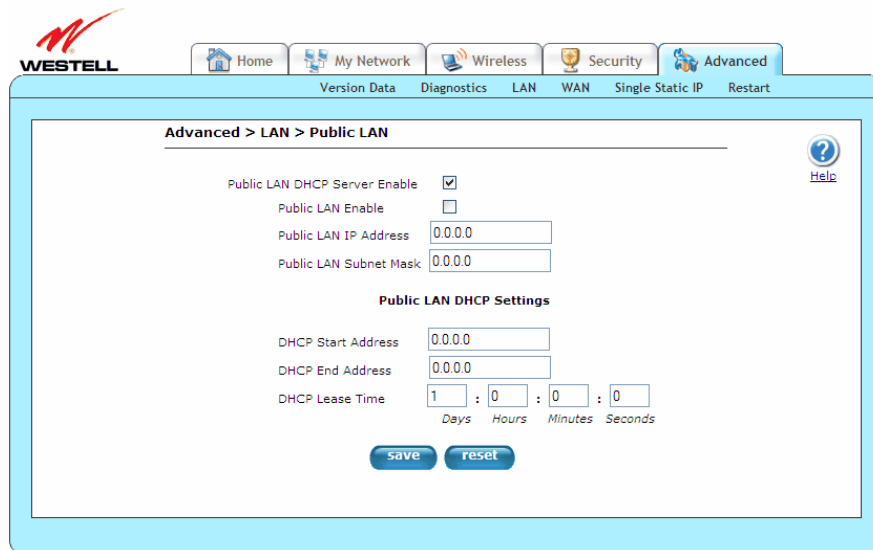 WESTELL
Home My Network Wireless Security Advanced
Version Data Diagnostics LAN WAN Single Static IP Restart
Advanced > LAN > Public LAN
Help
Public LAN DHCP Server Enable
Public LAN Enable
Public LAN IP Address 0.0.0.0
Public LAN Subnet Mask 0.0.0.0
Public LAN DHCP Settings
DHCP Start Address 0.0.0.0
DHCP End Address 0.0.0.0
DHCP Lease Time 1 : 0 : 0 : 0
Days Hours Minutes Seconds
save reset